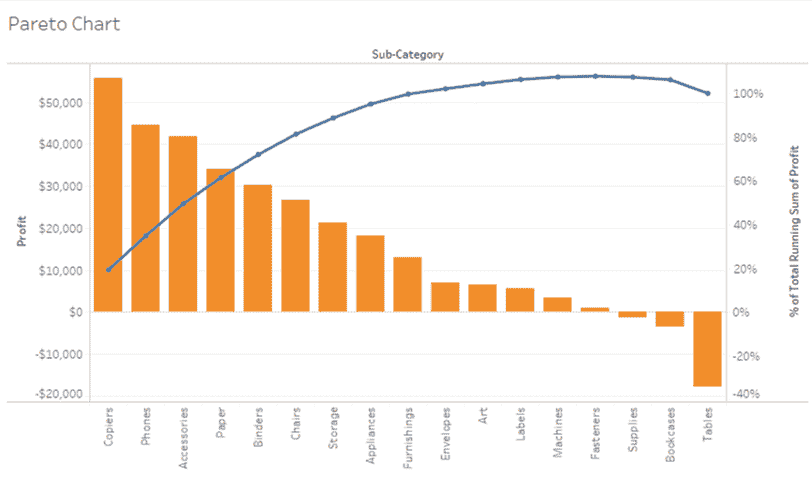 Pareto Chart
Sub-Category
Profit
$50,000
$40,000
$30,000
$20,000
$10,000
$0
-$10,000
-$20,000
100%
80%
60%
40%
20%
0%
-20%
-40%
% of Total Running Sum of Profit
Copiers
Phones
Accessories
Paper
Binders
Chairs
Storage
Appliances
Furnishings
Envelopes
Art
Labels
Machines
Fasteners
Supplies
Bookcases
Tables